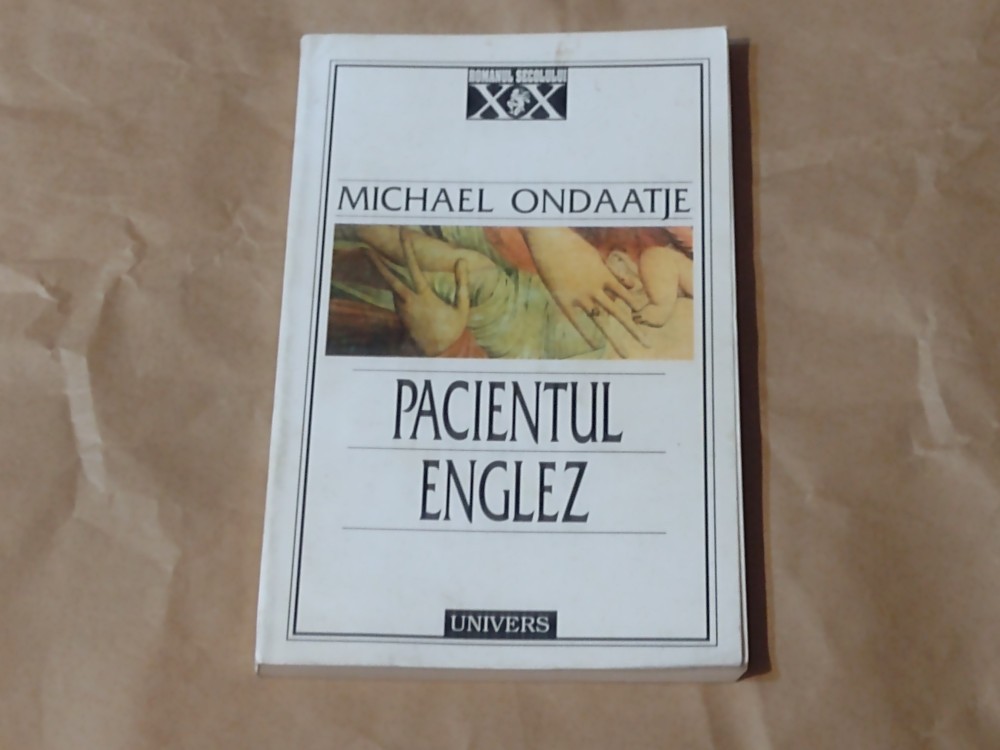 ROMANUL SECOLULUI
XX
MICHAEL ONDAATJE
PACIENTUL
ENGLEZ
UNIVERS